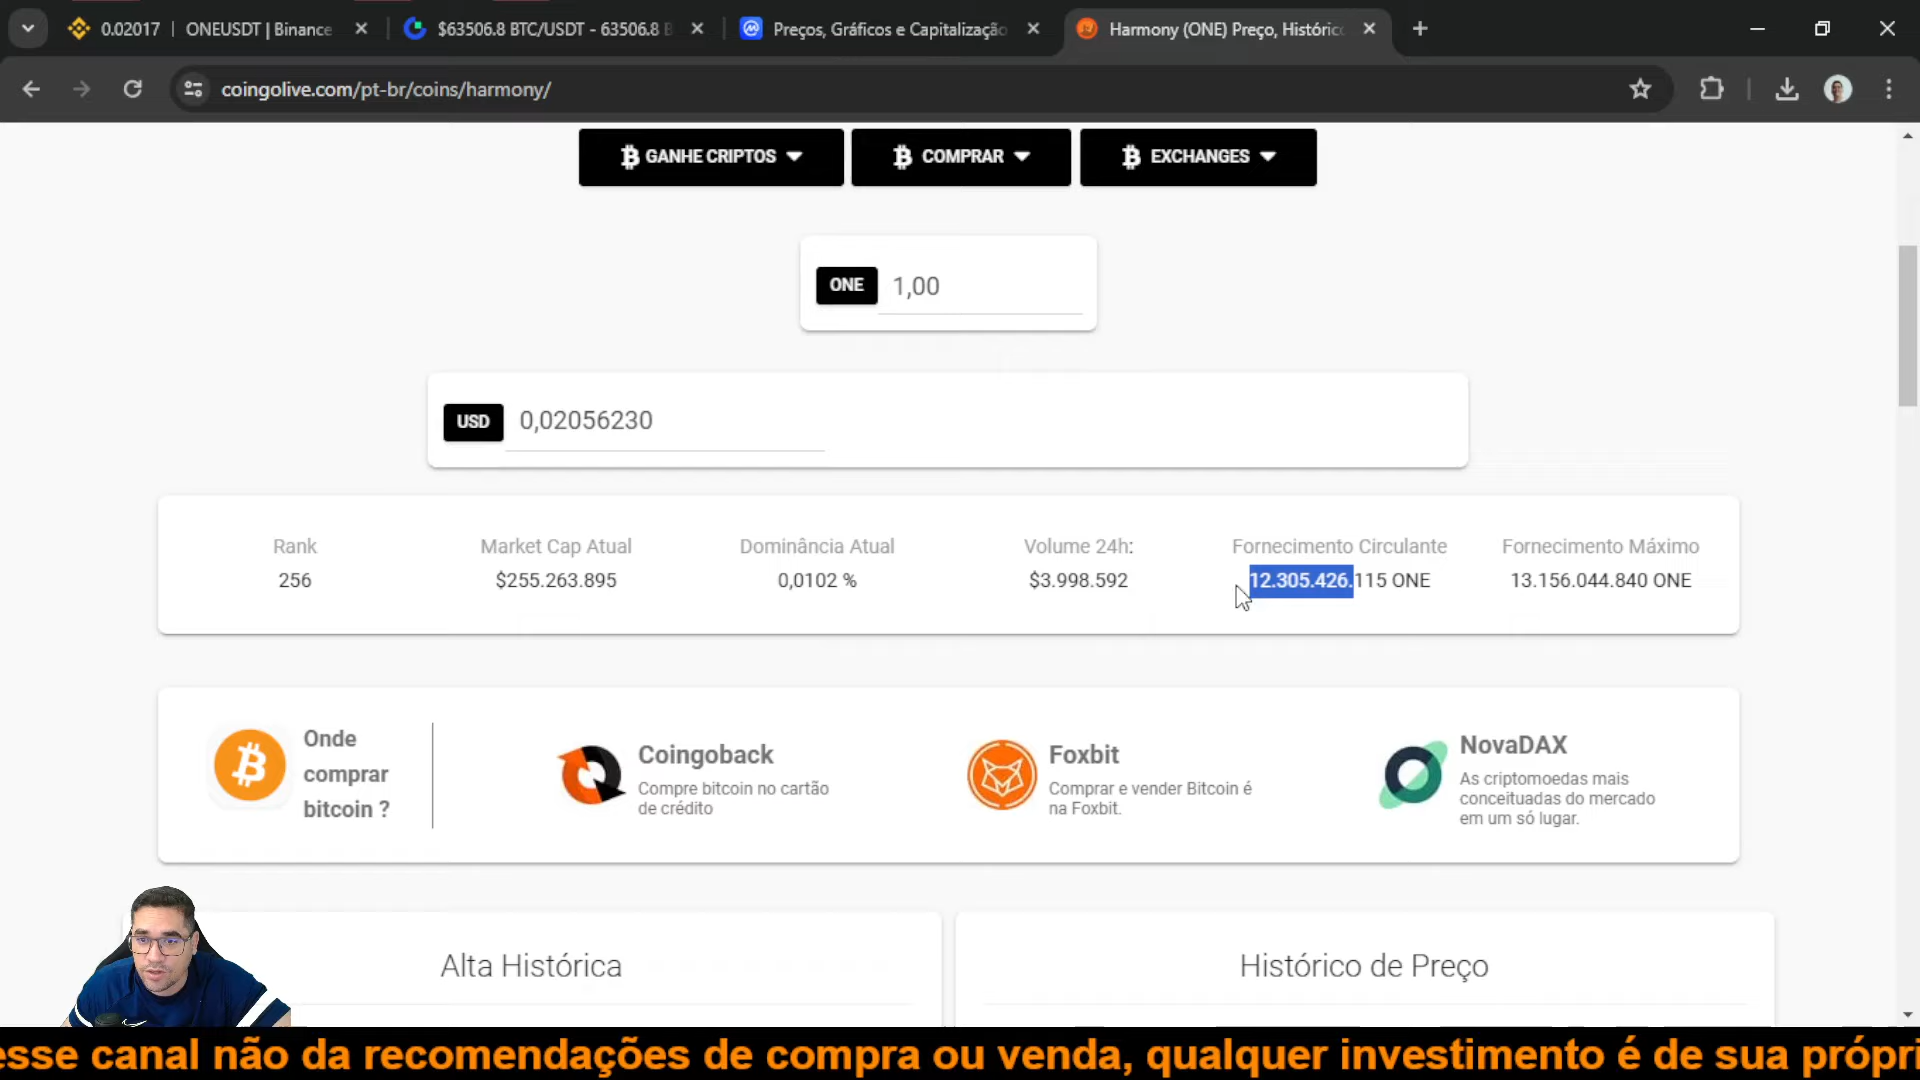 0.02017 | ONEUSDT | Binance
$63506.8 BTC/USDT - 63506.8 B
Preços, Gráficos e Capitalização
Harmony (ONE) Preço, Histórico
coingolive.com/pt-br/coins/harmony/
GANHE CRIPTOS
COMPRAR
EXCHANGES
ONE 1,00
USD 0,02056230
Rank
256
Market Cap Atual
$255.263.895
Dominância Atual
0,0102 %
Volume 24h:
$3.998.592
Fornecimento Circulante
12.305.426.115 ONE
Fornecimento Máximo
13.156.044.840 ONE
Onde
comprar
bitcoin ?
Coingoback
Compre bitcoin no cartão
de crédito
Foxbit
Comprar e vender Bitcoin é
na Foxbit.
NovaDAX
As criptomoedas mais
conceituadas do mercado
em um só lugar.
Alta Histórica
Histórico de Preço
esse canal não da recomendações de compra ou venda, qualquer investimento é de sua própri